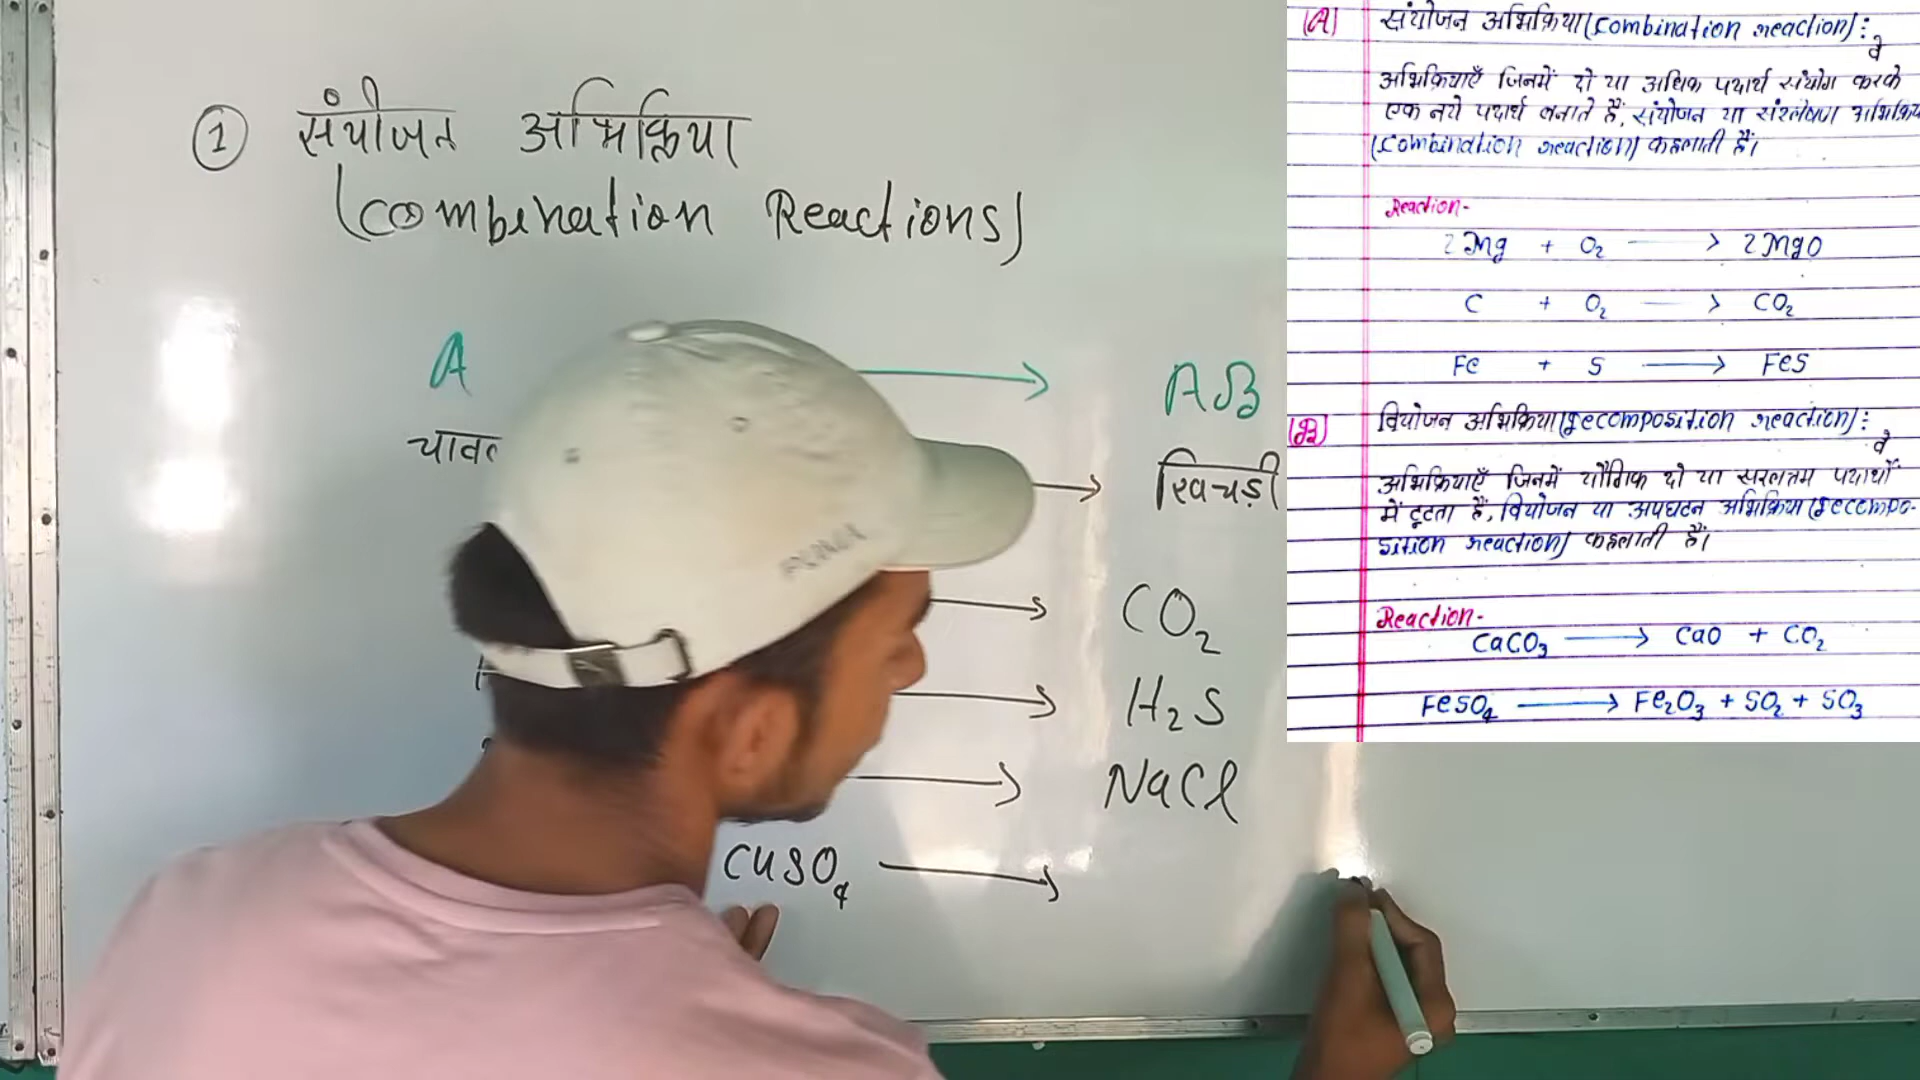 ① संयोजन अभिक्रिया
(combination Reactions)
A → AB
→ खिचड़ी
→ CO₂
→ H₂S
→ NaCl
CuSO₄ →
(A) संयोजन अभिक्रिया (combination reaction) : वे
अभिक्रियाएँ जिनमें दो या अधिक पदार्थ संयोग करके
एक नये पदार्थ बनाते हैं, संयोजन या संश्लेषण अभिक्रि
(combination reaction) कहलाती हैं।
Reaction-
2Mg + O₂ → 2MgO
C + O₂ → CO₂
Fe + S → FeS
(B) वियोजन अभिक्रिया (Decomposition reaction) : वे
अभिक्रियाएँ जिनमें यौगिक दो या सरलतम पदार्थों
में टूटता है, वियोजन या अपघटन अभिक्रिया (Decompo-
sition reaction) कहलाती हैं।
Reaction-
CaCO₃ → CaO + CO₂
FeSO₄ → Fe₂O₃ + SO₂ + SO₃